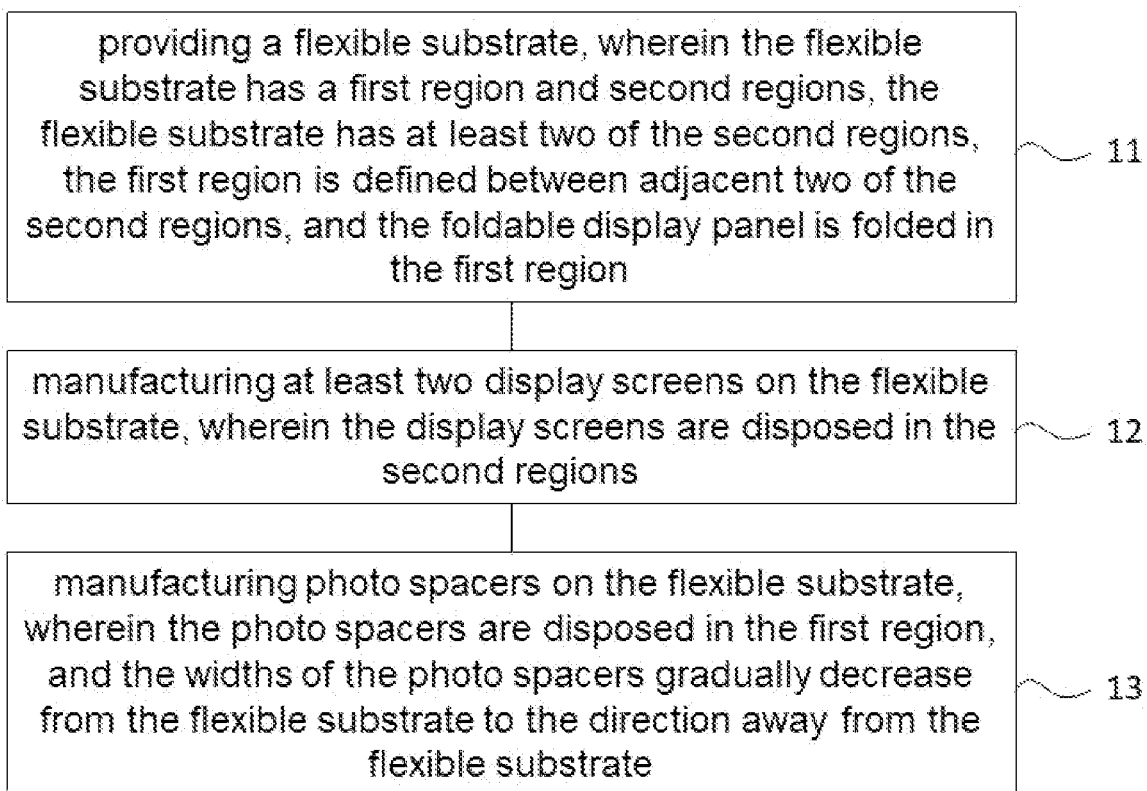 providing a flexible substrate, wherein the flexible
substrate has a first region and second regions, the
flexible substrate has at least two of the second regions,
the first region is defined between adjacent two of the
second regions, and the foldable display panel is folded in
the first region
11
manufacturing at least two display screens on the flexible
substrate, wherein the display screens are disposed in the
second regions
12
manufacturing photo spacers on the flexible substrate,
wherein the photo spacers are disposed in the first region,
and the widths of the photo spacers gradually decrease
from the flexible substrate to the direction away from the
flexible substrate
13